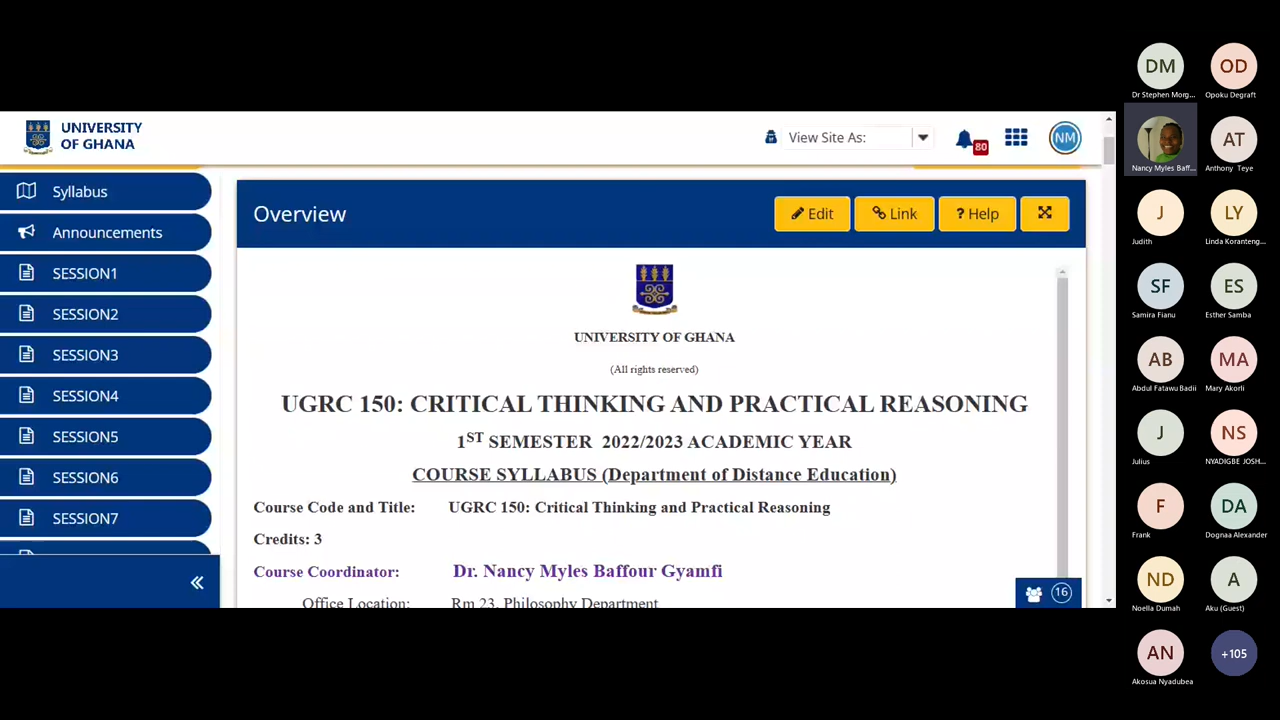 UNIVERSITY
OF GHANA
View Site As:
80
NM
Syllabus
Announcements
SESSION1
SESSION2
SESSION3
SESSION4
SESSION5
SESSION6
SESSION7
Overview
Edit
Link
? Help
UNIVERSITY OF GHANA
(All rights reserved)
UGRC 150: CRITICAL THINKING AND PRACTICAL REASONING
1ST SEMESTER 2022/2023 ACADEMIC YEAR
COURSE SYLLABUS (Department of Distance Education)
Course Code and Title: UGRC 150: Critical Thinking and Practical Reasoning
Credits: 3
Course Coordinator: Dr. Nancy Myles Baffour Gyamfi
Office Location: Rm 23, Philosophy Department
16
DM
Dr Stephen Morg...
OD
Opoku Degraft
Nancy Myles Baff...
AT
Anthony Teye
J
Judith
LY
Linda Koranteng...
SF
Samira Fianu
ES
Esther Samba
AB
Abdul Fatawu Badii
MA
Mary Akorli
J
Julius
NS
NYADIGBE JOSH...
F
Frank
DA
Dognaa Alexander
ND
Noella Dumah
A
Aku (Guest)
AN
Akosua Nyadubea
+105